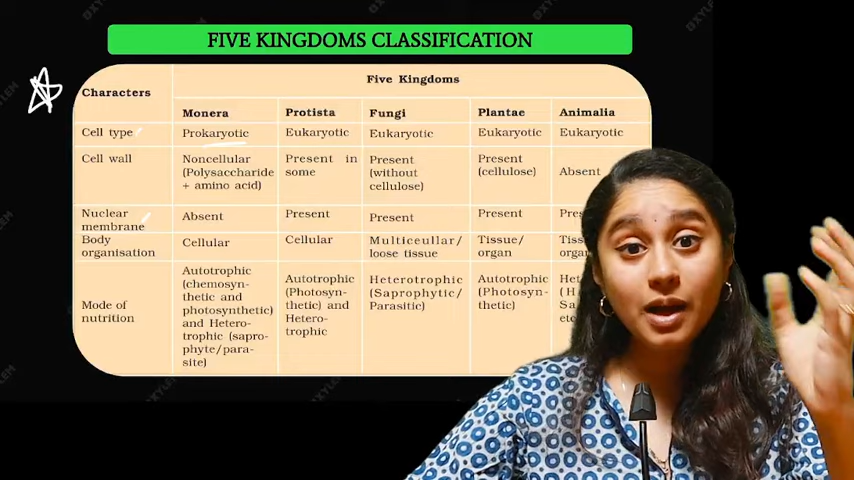 FIVE KINGDOMS CLASSIFICATION
Characters
Five Kingdoms
Monera Protista Fungi Plantae Animalia
Cell type Prokaryotic Eukaryotic Eukaryotic Eukaryotic Eukaryotic
Cell wall Noncellular Present in Present Present
(Polysaccharide some (without (cellulose) Absent
+ amino acid) cellulose)
Nuclear Absent Present Present Present
membrane
Body Cellular Cellular Multiceullar/ Tissue/
organisation loose tissue organ
Autotrophic
(chemosyn- Autotrophic Heterotrophic Autotrophic
thetic and (Photosyn- (Saprophytic/ (Photosyn-
Mode of photosynthetic) thetic) and Parasitic) thetic)
nutrition and Hetero- Hetero-
trophic (sapro- trophic
phyte/para-
site)